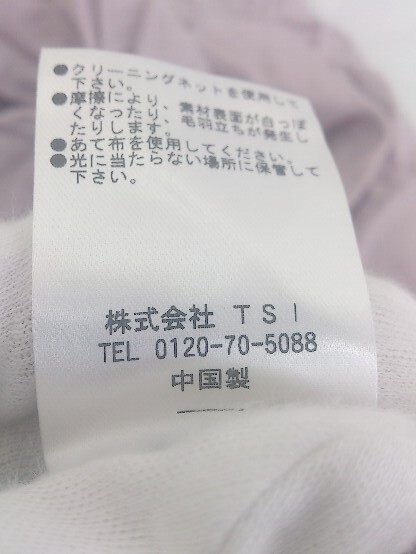 ●クリーニングネットを使用して
下さい。
●摩擦により、素材表面が白っぽ
くなったり、毛羽立ちが発生し
たりします。
●あて布を使用してください。
●光に当たらない場所に保管して
下さい。
株式会社 TSI
TEL 0120-70-5088
中国製